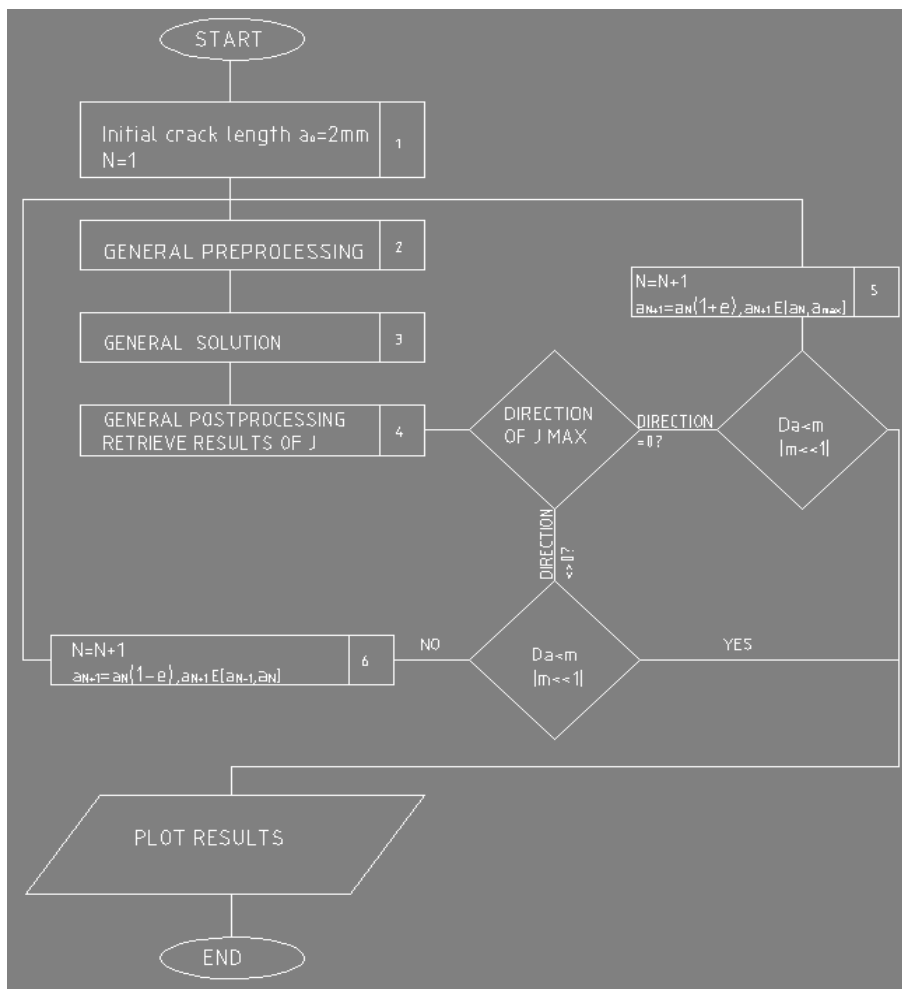 START
Initial crack length a₀=2mm
N=1
1
GENERAL PREPROCESSING
2
N=N+1
aN+1=aN(1+e),aN+1E[aN,amax]
5
GENERAL SOLUTION
3
GENERAL POSTPROCESSING
RETRIEVE RESULTS OF J
4
DIRECTION
OF J MAX
DIRECTION
=0?
Da<m
|m<<1|
DIRECTION
<>0?
N=N+1
aN+1=aN(1-e),aN+1E[aN-1,aN]
6
NO
Da<m
|m<<1|
YES
PLOT RESULTS
END